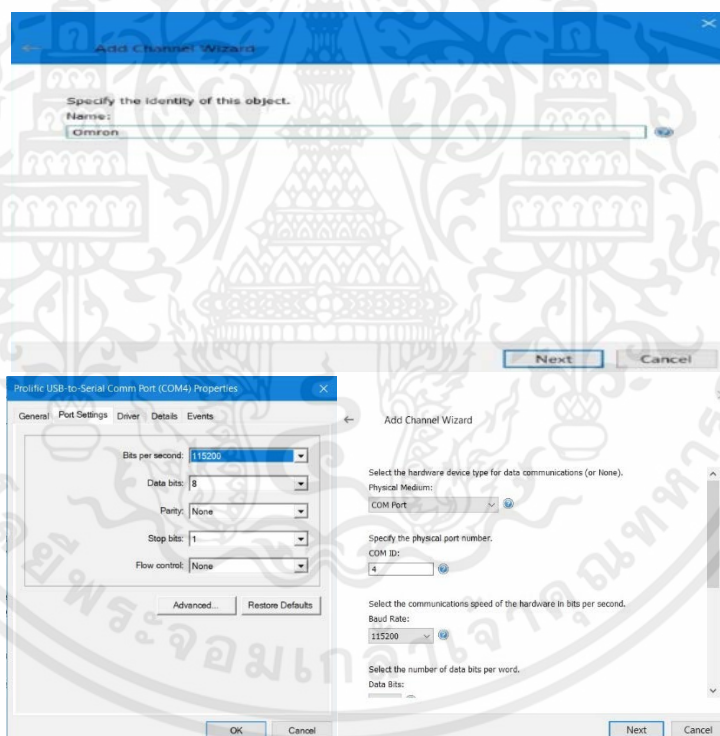 Add Channel Wizard
Specify the identity of this object.
Name:
Omron
Next Cancel
Prolific USB-to-Serial Comm Port (COM4) Properties
General Port Settings Driver Details Events
Bits per second: 115200
Data bits: 8
Parity: None
Stop bits: 1
Flow control: None
Advanced... Restore Defaults
OK Cancel
Add Channel Wizard
Select the hardware device type for data communications (or None).
Physical Medium:
COM Port
Specify the physical port number.
COM ID:
4
Select the communications speed of the hardware in bits per second.
Baud Rate:
115200
Select the number of data bits per word.
Data Bits:
Next Cancel